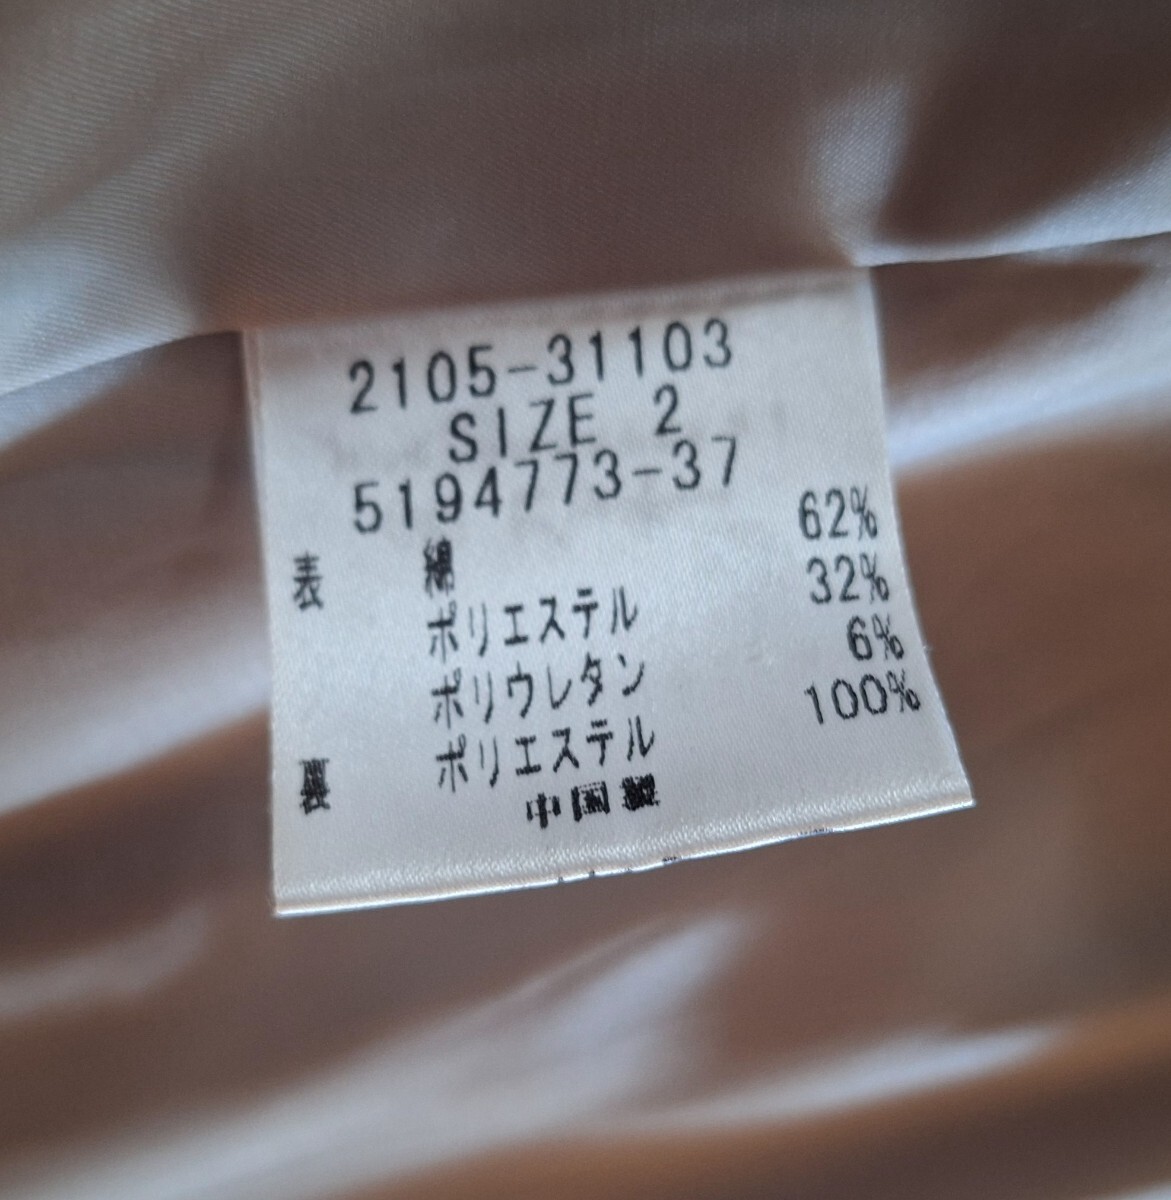 2105-31103
SIZE 2
5194773-37
表 綿 62%
ポリエステル 32%
ポリウレタン 6%
裏 ポリエステル 100%
中国製